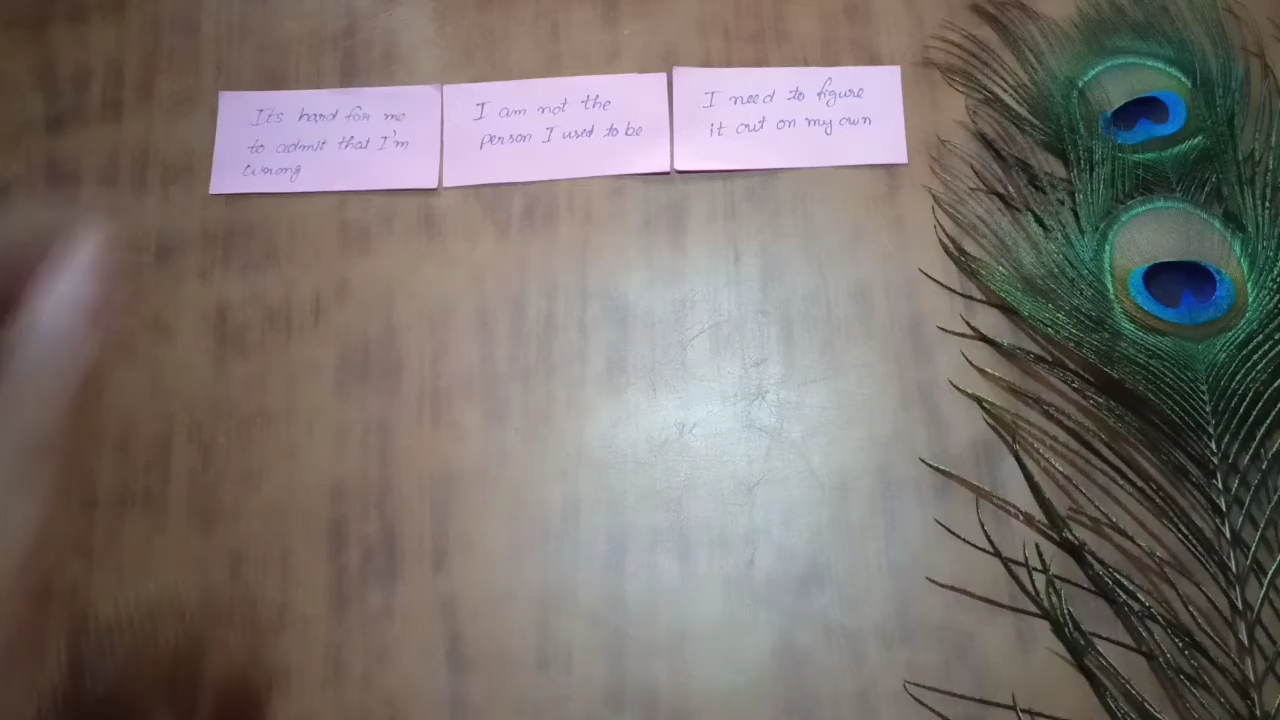 Its hard for me
to admit that I'm
wrong
I am not the
person I used to be
I need to figure
it out on my own